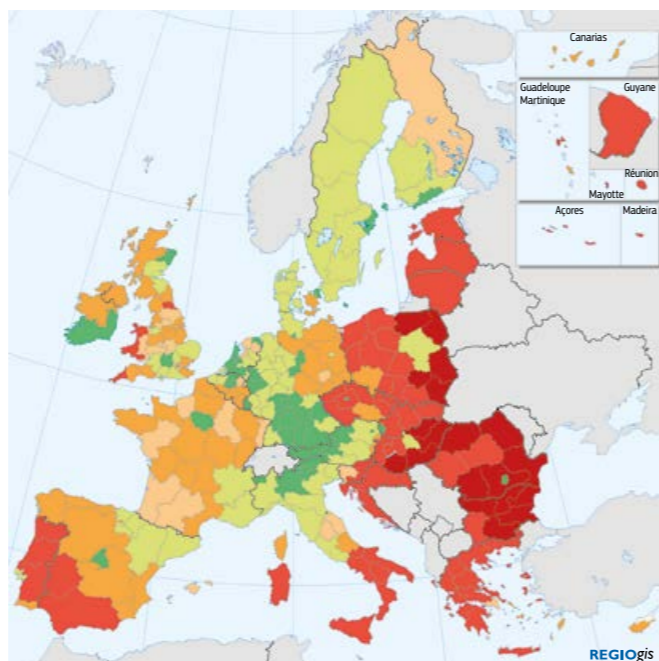 Canarias
Guadeloupe
Martinique
Guyane
Réunion
Mayotte
Açores
Madeira
REGIOgis